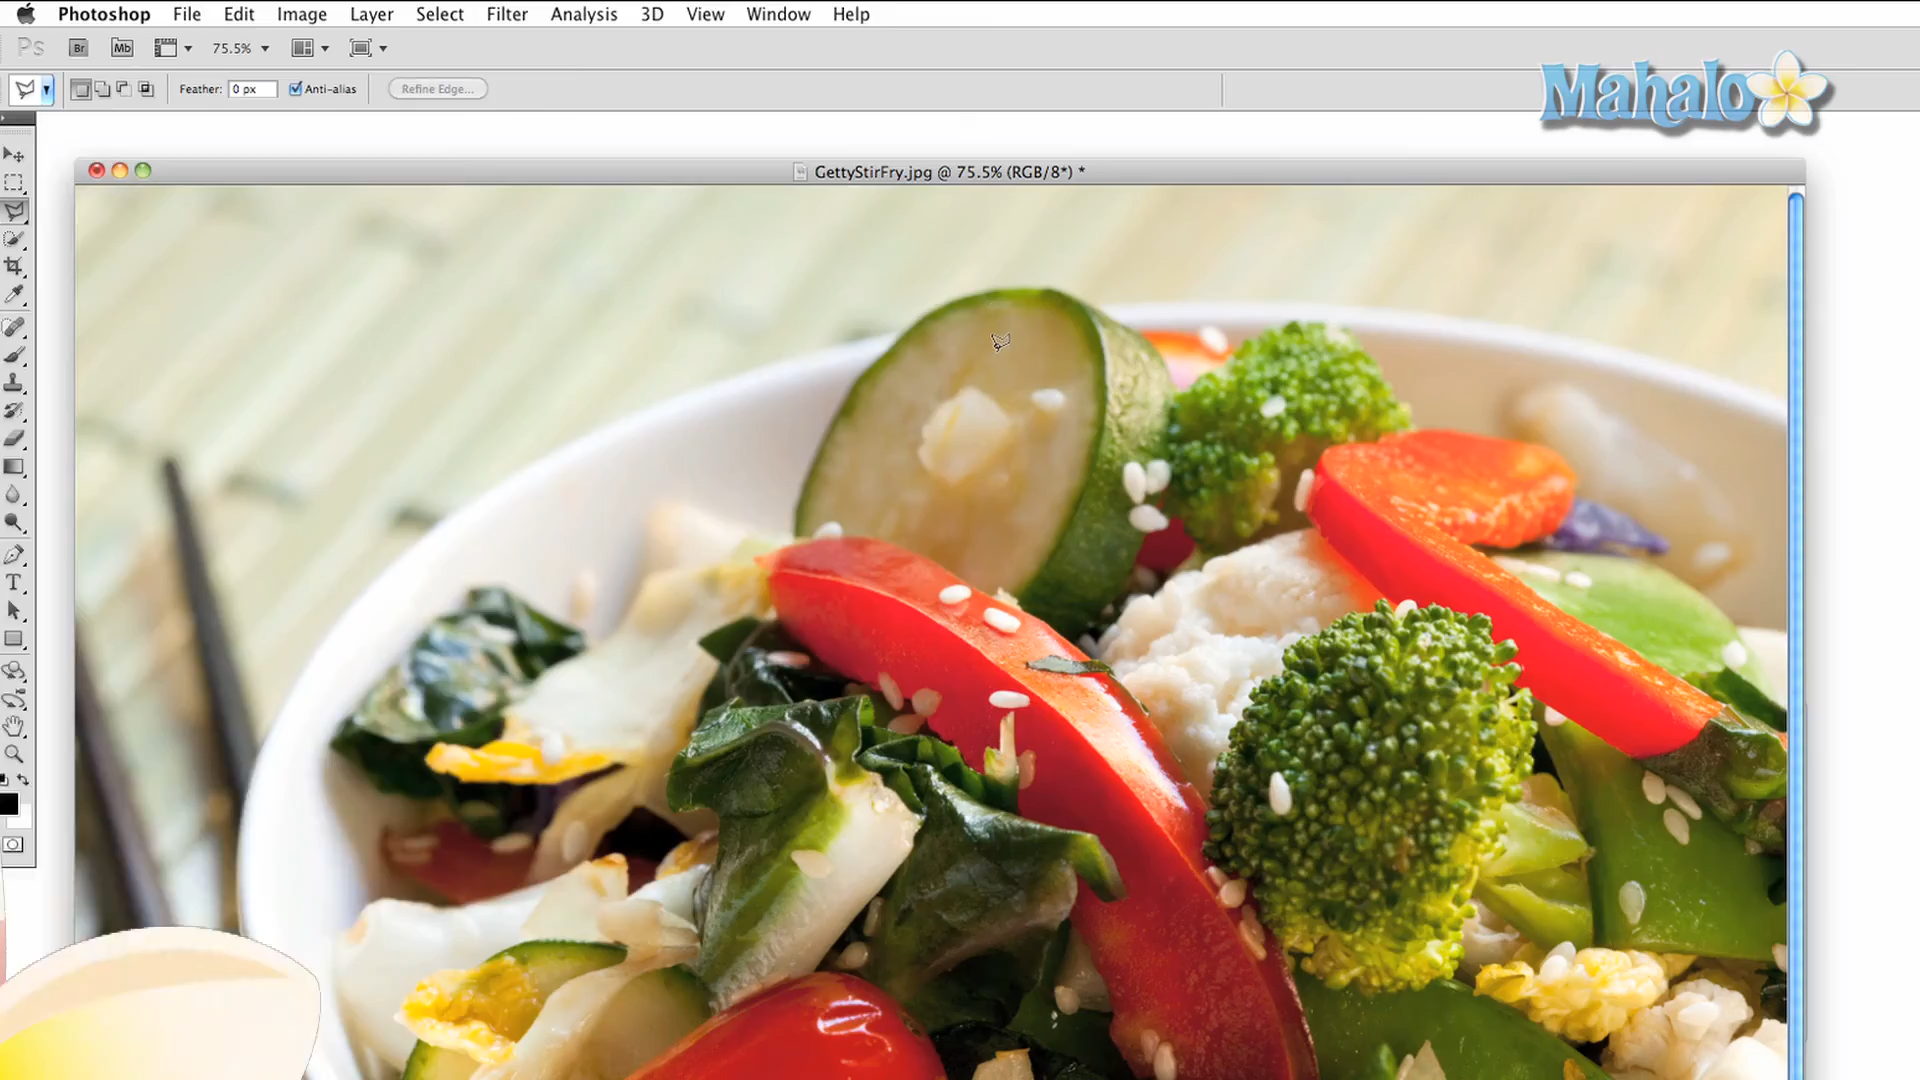 Photoshop File Edit Image Layer Select Filter Analysis 3D View Window Help
Ps Br Mb 75.5%
Feather: 0 px Anti-alias Refine Edge...
Mahalo
GettyStirFry.jpg @ 75.5% (RGB/8*) *
T